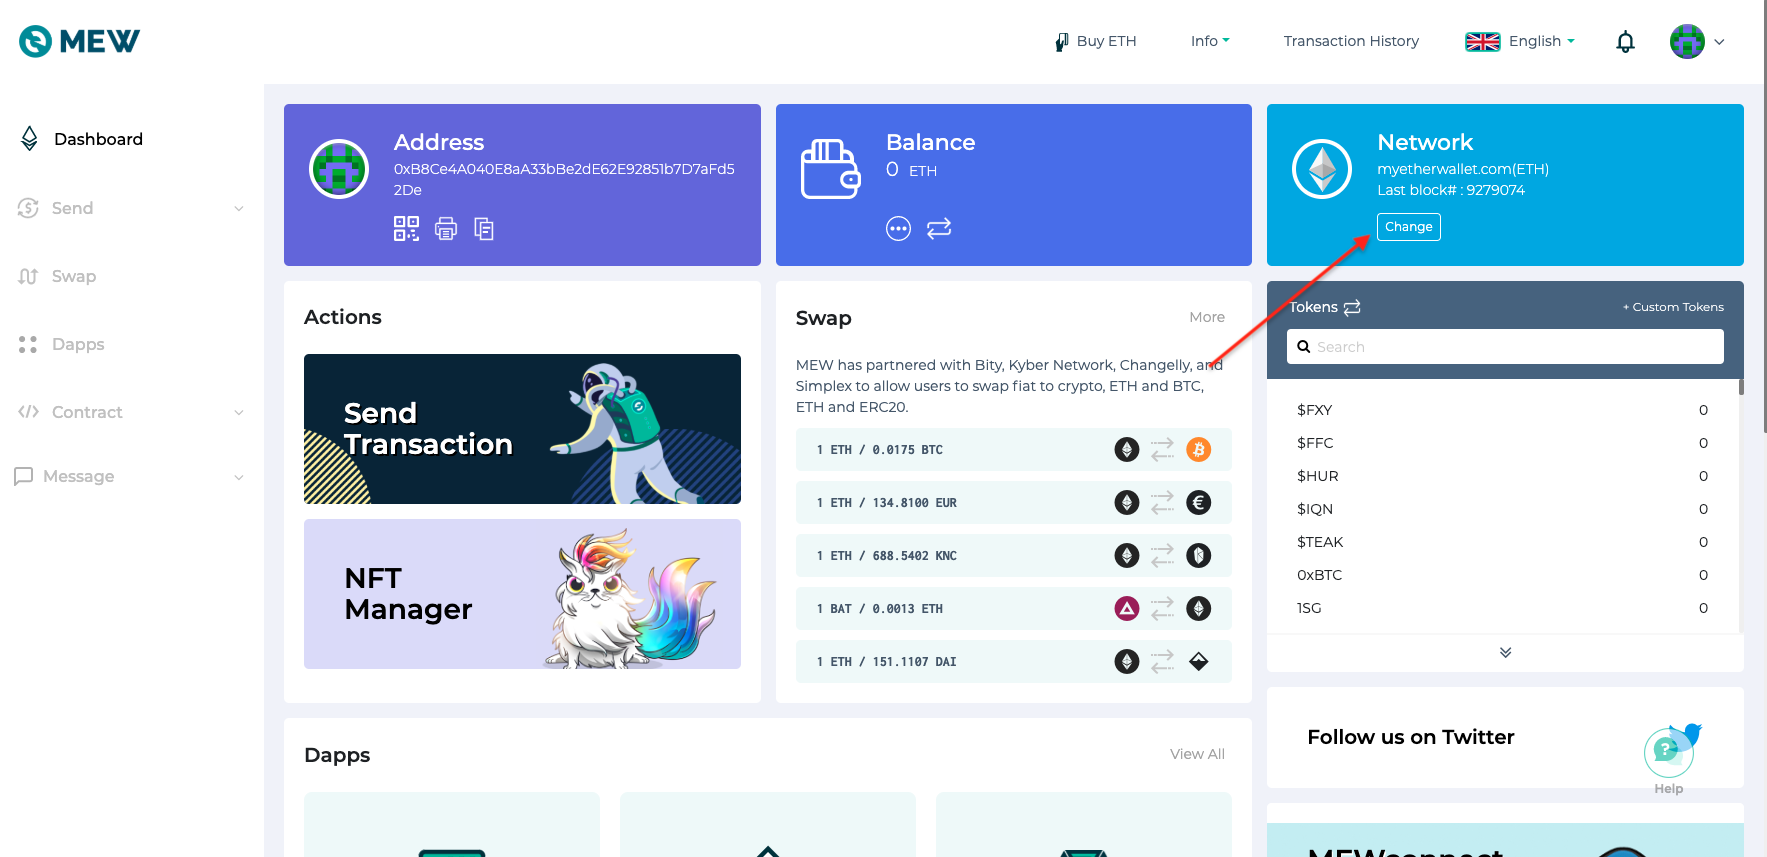 MEW
Buy ETH
Info
Transaction History
English
Dashboard
Send
Swap
Dapps
Contract
Message
Address
0xB8Ce4A040E8aA33bBe2dE62E92851b7D7aFd5
2De
Balance
0 ETH
Network
myetherwallet.com(ETH)
Last block# : 9279074
Change
Actions
Send
Transaction
NFT
Manager
Swap
More
MEW has partnered with Bity, Kyber Network, Changelly, and
Simplex to allow users to swap fiat to crypto, ETH and BTC,
ETH and ERC20.
1 ETH / 0.0175 BTC
1 ETH / 134.8100 EUR
1 ETH / 688.5402 KNC
1 BAT / 0.0013 ETH
1 ETH / 151.1107 DAI
Tokens
+ Custom Tokens
Search
$FXY 0
$FFC 0
$HUR 0
$IQN 0
$TEAK 0
0xBTC 0
1SG 0
Dapps
View All
Follow us on Twitter
Help
MEWconnect